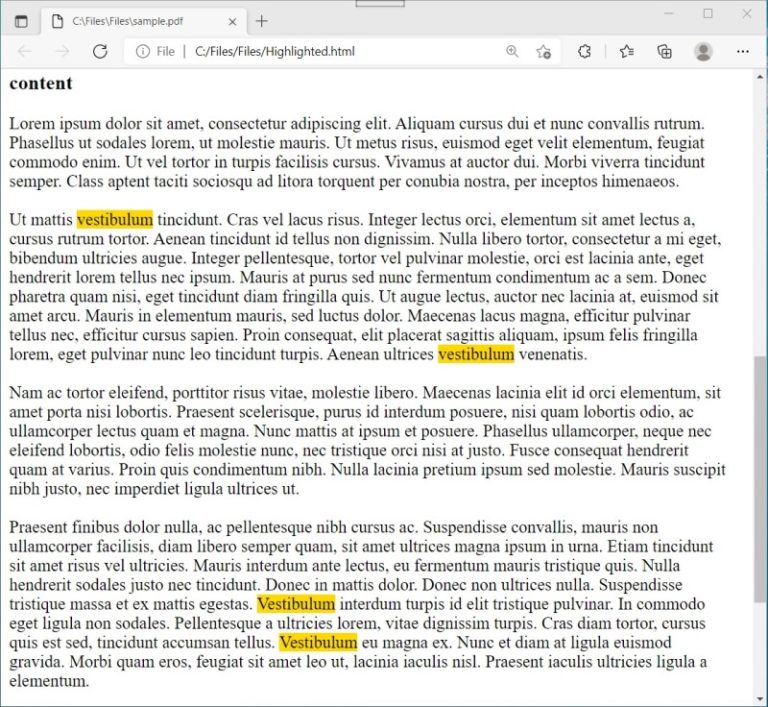 C:\Files\Files\sample.pdf
File | C:/Files/Files/Highlighted.html
content
Lorem ipsum dolor sit amet, consectetur adipiscing elit. Aliquam cursus dui et nunc convallis rutrum.
Phasellus ut sodales lorem, ut molestie mauris. Ut metus risus, euismod eget velit elementum, feugiat
commodo enim. Ut vel tortor in turpis facilisis cursus. Vivamus at auctor dui. Morbi viverra tincidunt
semper. Class aptent taciti sociosqu ad litora torquent per conubia nostra, per inceptos himenaeos.
Ut mattis vestibulum tincidunt. Cras vel lacus risus. Integer lectus orci, elementum sit amet lectus a,
cursus rutrum tortor. Aenean tincidunt id tellus non dignissim. Nulla libero tortor, consectetur a mi eget,
bibendum ultricies augue. Integer pellentesque, tortor vel pulvinar molestie, orci est lacinia ante, eget
hendrerit lorem tellus nec ipsum. Mauris at purus sed nunc fermentum condimentum ac a sem. Donec
pharetra quam nisi, eget tincidunt diam fringilla quis. Ut augue lectus, auctor nec lacinia at, euismod sit
amet arcu. Mauris in elementum mauris, sed luctus dolor. Maecenas lacus magna, efficitur pulvinar
tellus nec, efficitur cursus sapien. Proin consequat, elit placerat sagittis aliquam, ipsum felis fringilla
lorem, eget pulvinar nunc leo tincidunt turpis. Aenean ultrices vestibulum venenatis.
Nam ac tortor eleifend, porttitor risus vitae, molestie libero. Maecenas lacinia elit id orci elementum, sit
amet porta nisi lobortis. Praesent scelerisque, purus id interdum posuere, nisi quam lobortis odio, ac
ullamcorper lectus quam et magna. Nunc mattis at ipsum et posuere. Phasellus ullamcorper, neque nec
eleifend lobortis, odio felis molestie nunc, nec tristique orci nisi at justo. Fusce consequat hendrerit
quam at varius. Proin quis condimentum nibh. Nulla lacinia pretium ipsum sed molestie. Mauris suscipit
nibh justo, nec imperdiet ligula ultrices ut.
Praesent finibus dolor nulla, ac pellentesque nibh cursus ac. Suspendisse convallis, mauris non
ullamcorper facilisis, diam libero semper quam, sit amet ultrices magna ipsum in urna. Etiam tincidunt
sit amet risus vel ultricies. Mauris interdum ante lectus, eu fermentum mauris tristique quis. Nulla
hendrerit sodales justo nec tincidunt. Donec in mattis dolor. Donec non ultrices nulla. Suspendisse
tristique massa et ex mattis egestas. Vestibulum interdum turpis id elit tristique pulvinar. In commodo
eget ligula non sodales. Pellentesque a ultricies lorem, vitae dignissim turpis. Cras diam tortor, cursus
quis est sed, tincidunt accumsan tellus. Vestibulum eu magna ex. Nunc et diam at ligula euismod
gravida. Morbi quam eros, feugiat sit amet leo ut, lacinia iaculis nisl. Praesent iaculis ultricies ligula a
elementum.